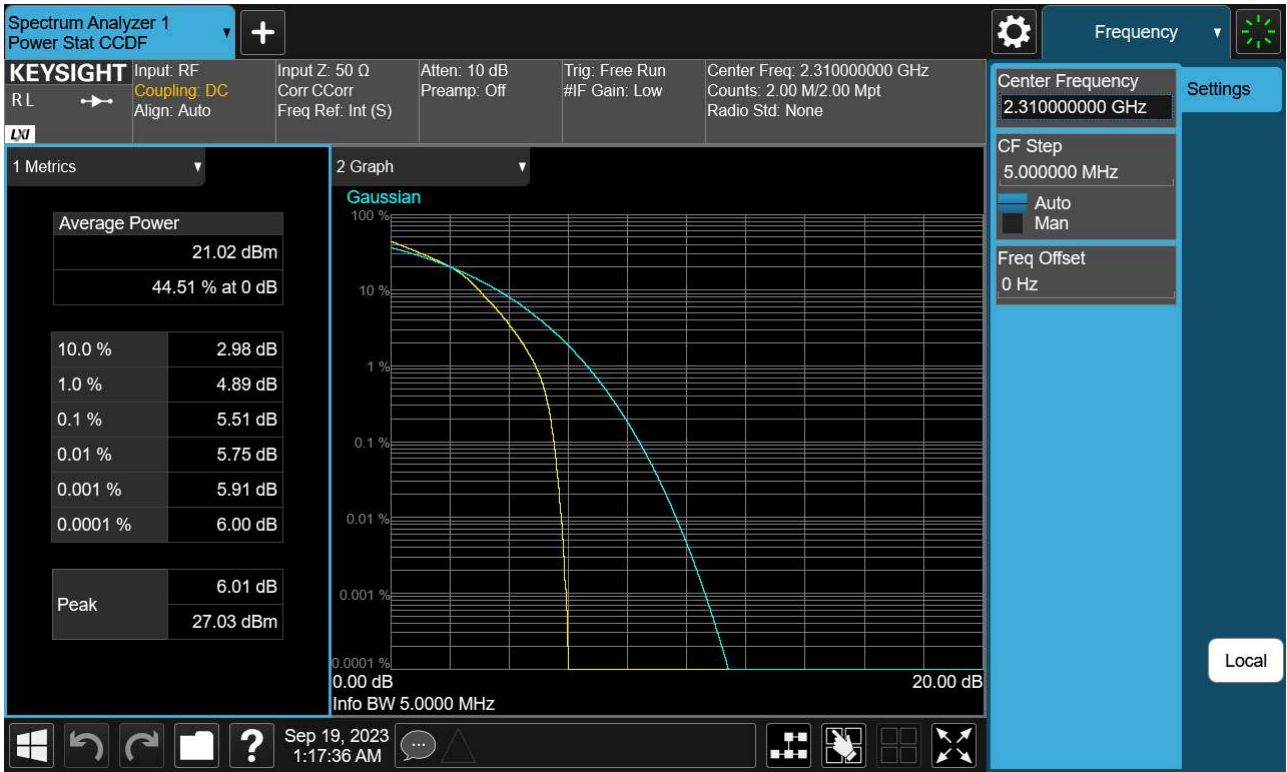 Spectrum Analyzer 1
Power Stat CCDF
Frequency
KEYSIGHT
R L
LXI
Input: RF
Coupling: DC
Align: Auto
Input Z: 50 Ω
Corr CCorr
Freq Ref: Int (S)
Atten: 10 dB
Preamp: Off
Trig: Free Run
#IF Gain: Low
Center Freq: 2.310000000 GHz
Counts: 2.00 M/2.00 Mpt
Radio Std: None
1 Metrics
Average Power
21.02 dBm
44.51 % at 0 dB
10.0 % 2.98 dB
1.0 % 4.89 dB
0.1 % 5.51 dB
0.01 % 5.75 dB
0.001 % 5.91 dB
0.0001 % 6.00 dB
Peak
6.01 dB
27.03 dBm
2 Graph
Gaussian
100 %
10 %
1 %
0.1 %
0.01 %
0.001 %
0.0001 %
0.00 dB 20.00 dB
Info BW 5.0000 MHz
Center Frequency
2.310000000 GHz
CF Step
5.000000 MHz
Auto
Man
Freq Offset
0 Hz
Settings
Local
?
Sep 19, 2023
1:17:36 AM